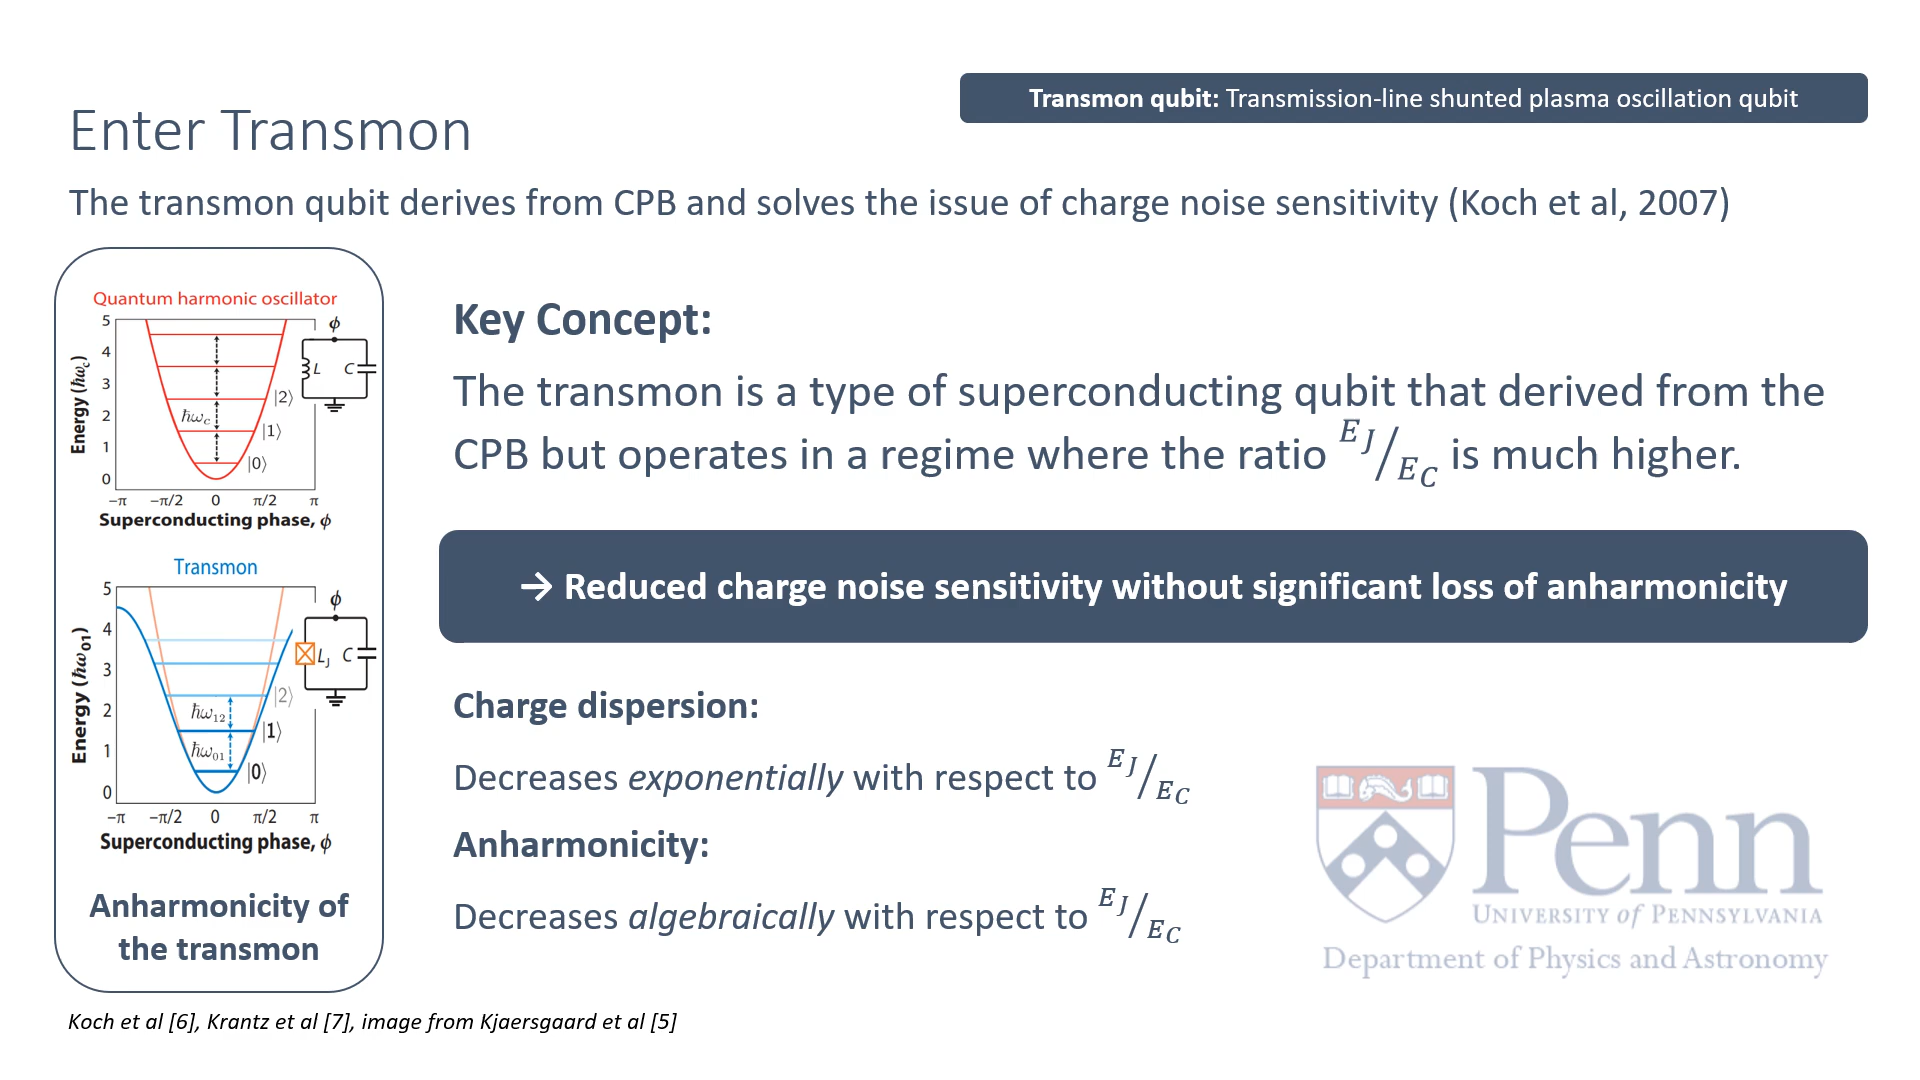 Transmon qubit: Transmission-line shunted plasma oscillation qubit
Enter Transmon
The transmon qubit derives from CPB and solves the issue of charge noise sensitivity (Koch et al, 2007)
Quantum harmonic oscillator
Energy (ℏω_c)
5
4
3
2
1
0
ϕ
L
C
|2⟩
ℏω_c
|1⟩
|0⟩
−π
−π/2
0
π/2
π
Superconducting phase, ϕ
Transmon
Energy (ℏω_01)
5
4
3
2
1
0
ϕ
L_J
C
|2⟩
ℏω_12
|1⟩
ℏω_01
|0⟩
−π
−π/2
0
π/2
π
Superconducting phase, ϕ
Anharmonicity of
the transmon
Key Concept:
The transmon is a type of superconducting qubit that derived from the
CPB but operates in a regime where the ratio E_J/E_C is much higher.
→ Reduced charge noise sensitivity without significant loss of anharmonicity
Charge dispersion:
Decreases exponentially with respect to E_J/E_C
Anharmonicity:
Decreases algebraically with respect to E_J/E_C
Penn
UNIVERSITY of PENNSYLVANIA
Department of Physics and Astronomy
Koch et al [6], Krantz et al [7], image from Kjaersgaard et al [5]